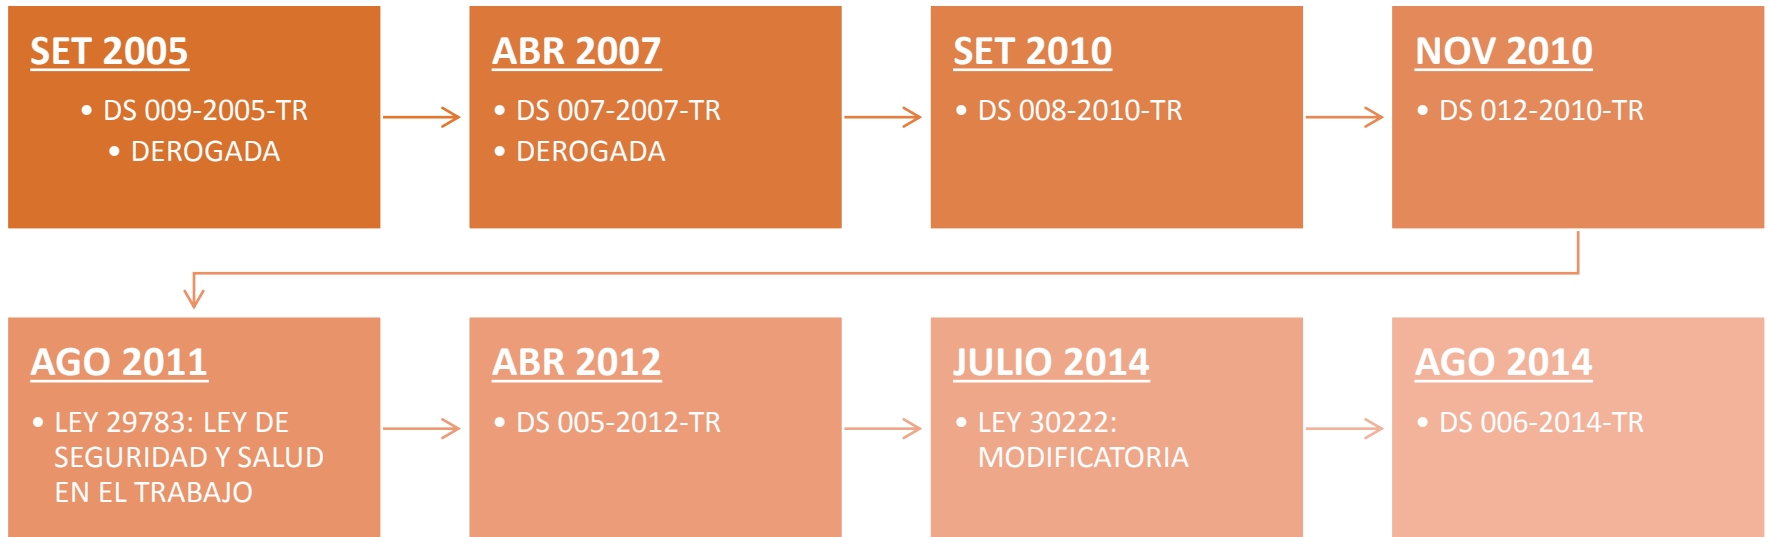 SET 2005
• DS 009-2005-TR
• DEROGADA
ABR 2007
• DS 007-2007-TR
• DEROGADA
SET 2010
• DS 008-2010-TR
NOV 2010
• DS 012-2010-TR
AGO 2011
• LEY 29783: LEY DE
SEGURIDAD Y SALUD
EN EL TRABAJO
ABR 2012
• DS 005-2012-TR
JULIO 2014
• LEY 30222:
MODIFICATORIA
AGO 2014
• DS 006-2014-TR